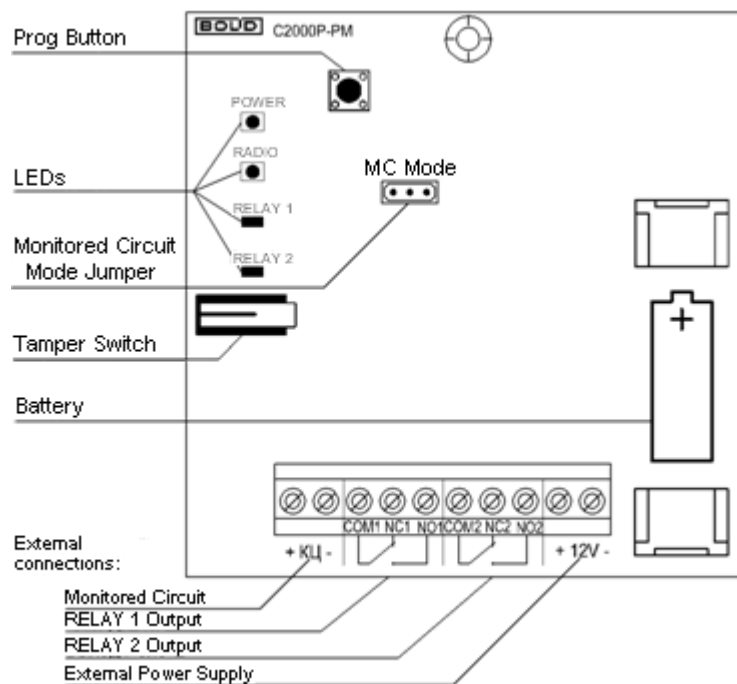 BOLID C2000P-PM
Prog Button
POWER
RADIO
LEDs
MC Mode
RELAY 1
Monitored Circuit
Mode Jumper
RELAY 2
Tamper Switch
Battery
+
COM1 NC1 NO1 COM2 NC2 NO2
External
connections:
+ КЦ -
+ 12V -
Monitored Circuit
RELAY 1 Output
RELAY 2 Output
External Power Supply